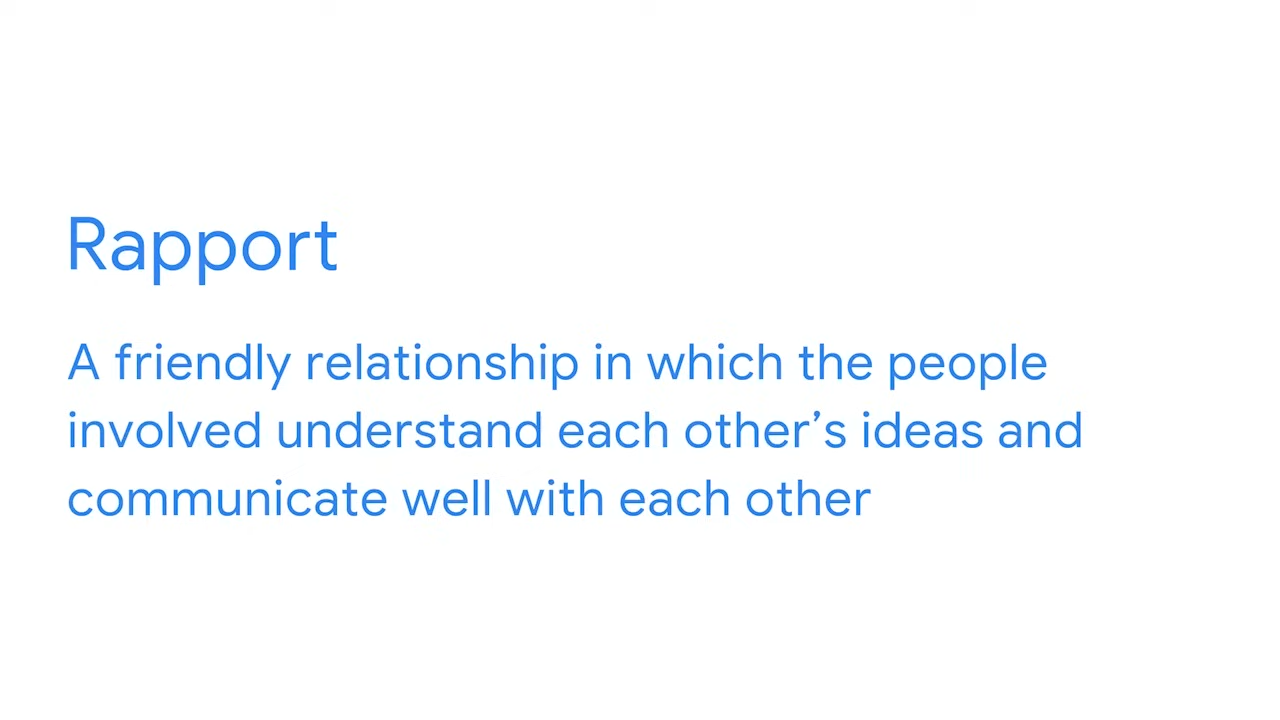 Rapport
A friendly relationship in which the people
involved understand each other’s ideas and
communicate well with each other